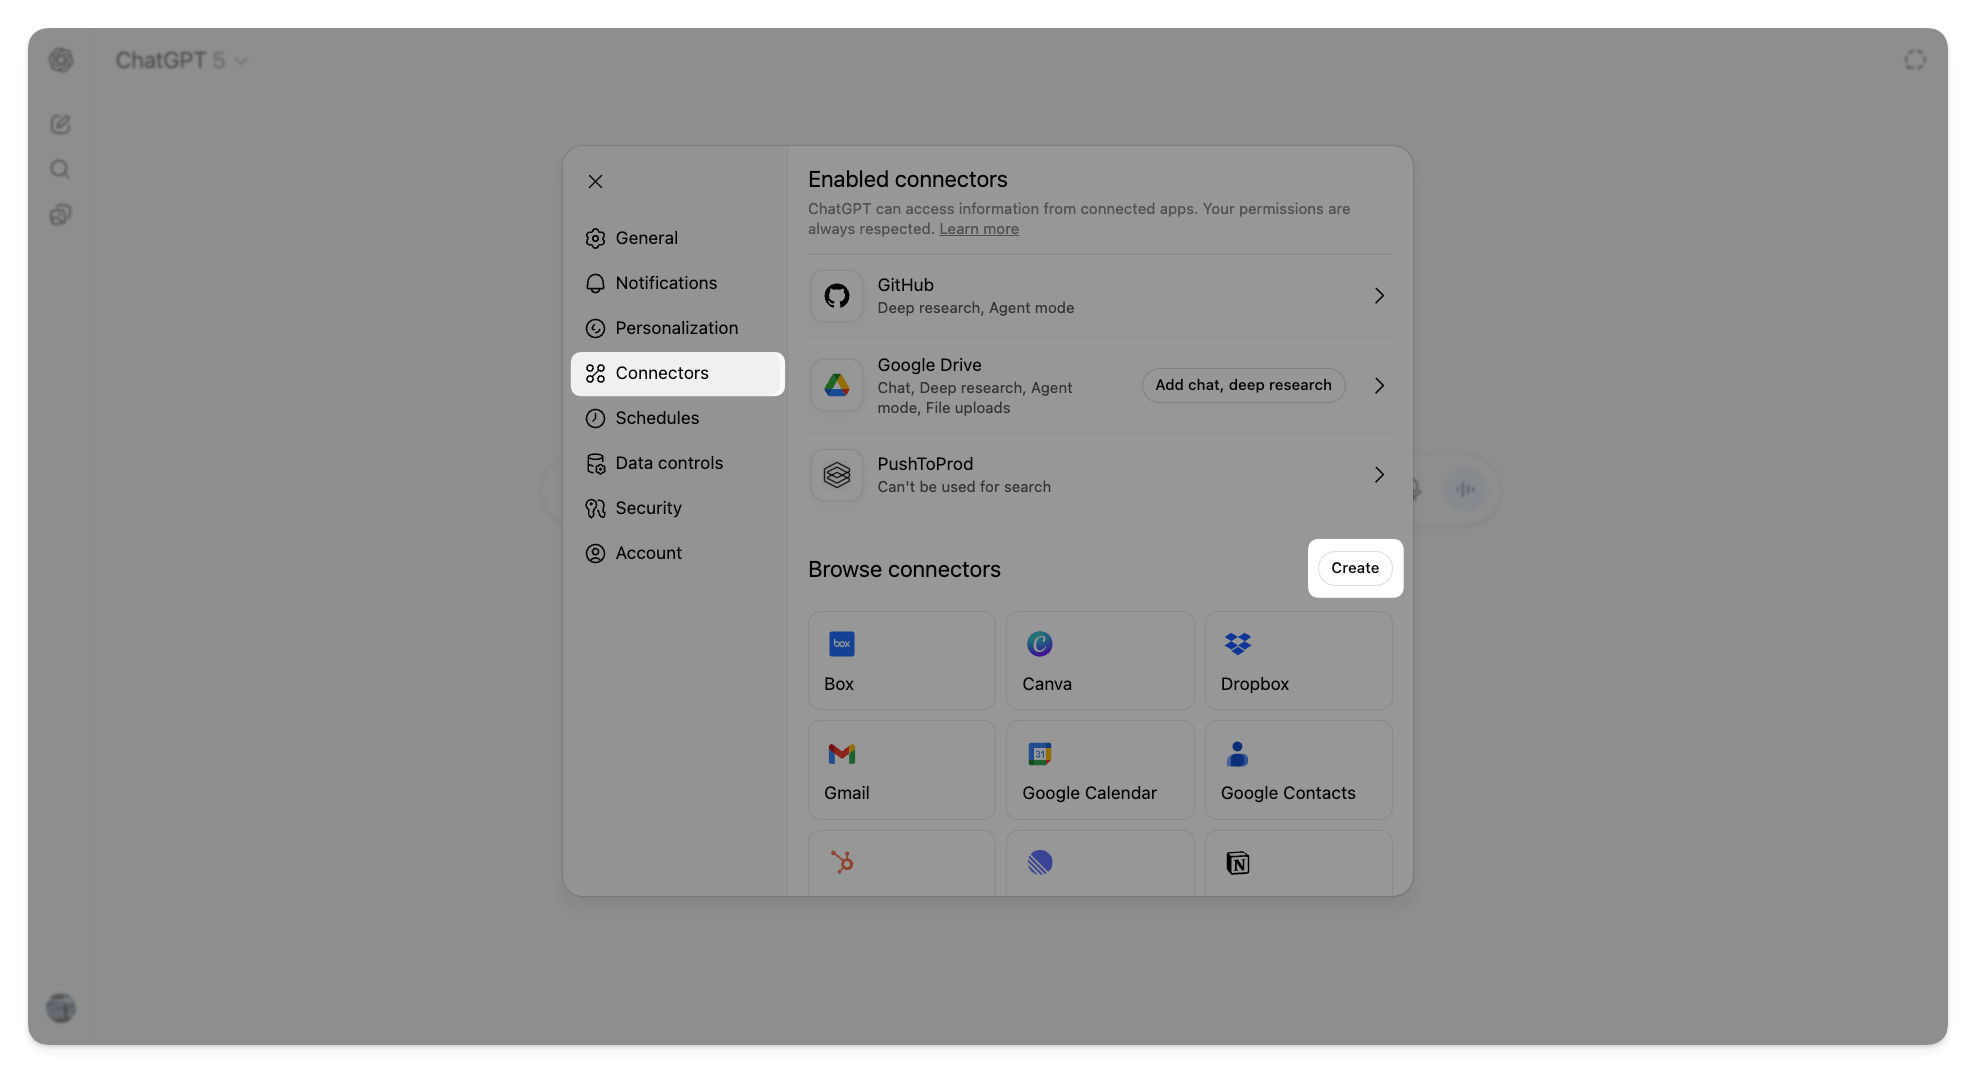 ChatGPT 5
General
Notifications
Personalization
Connectors
Schedules
Data controls
Security
Account
Enabled connectors
ChatGPT can access information from connected apps. Your permissions are
always respected. Learn more
GitHub
Deep research, Agent mode
Google Drive
Chat, Deep research, Agent
mode, File uploads
Add chat, deep research
PushToProd
Can't be used for search
Browse connectors
Create
box
Box
Canva
Dropbox
31
Gmail
Google Calendar
Google Contacts